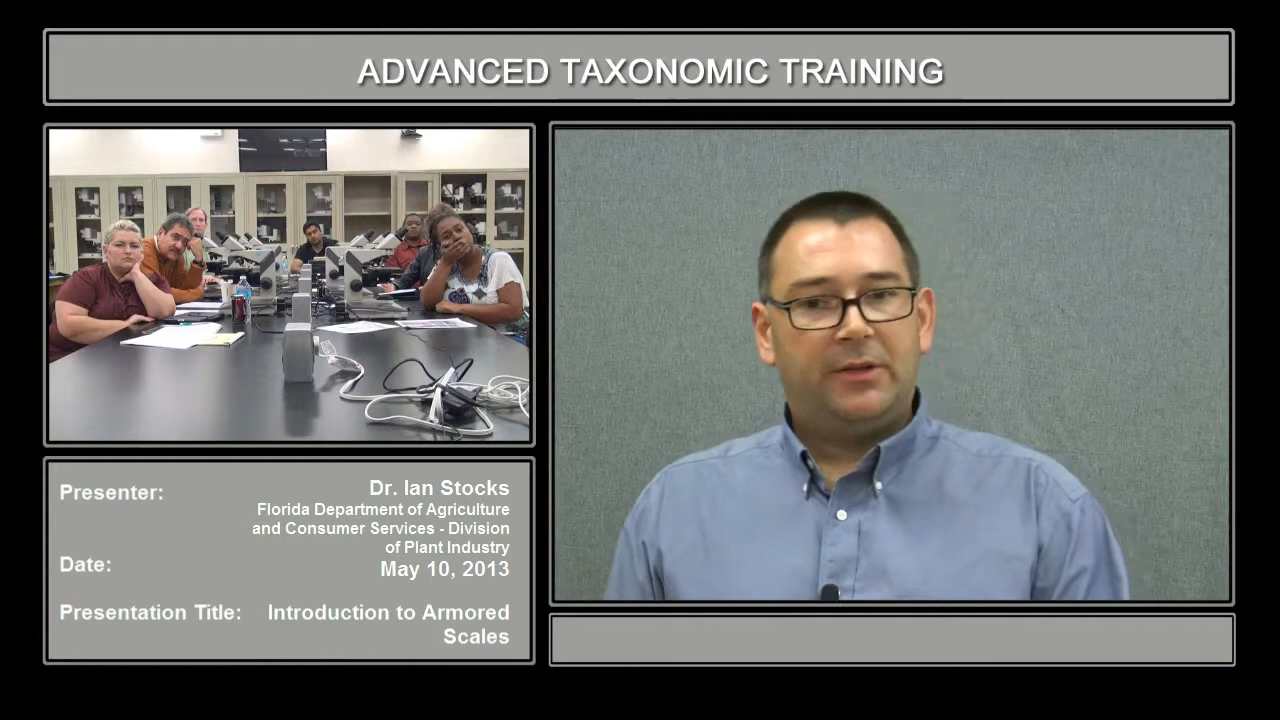 ADVANCED TAXONOMIC TRAINING
Presenter: Dr. Ian Stocks
Florida Department of Agriculture
and Consumer Services - Division
of Plant Industry
Date: May 10, 2013
Presentation Title: Introduction to Armored
Scales